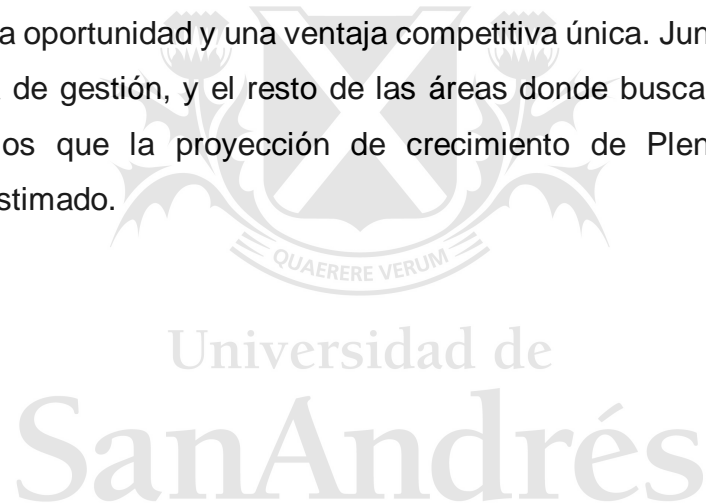 a oportunidad y una ventaja competitiva única. Jun
de gestión, y el resto de las áreas donde busca
os que la proyección de crecimiento de Plen
stimado.
QUAERERE VERUM
Universidad de
SanAndrés